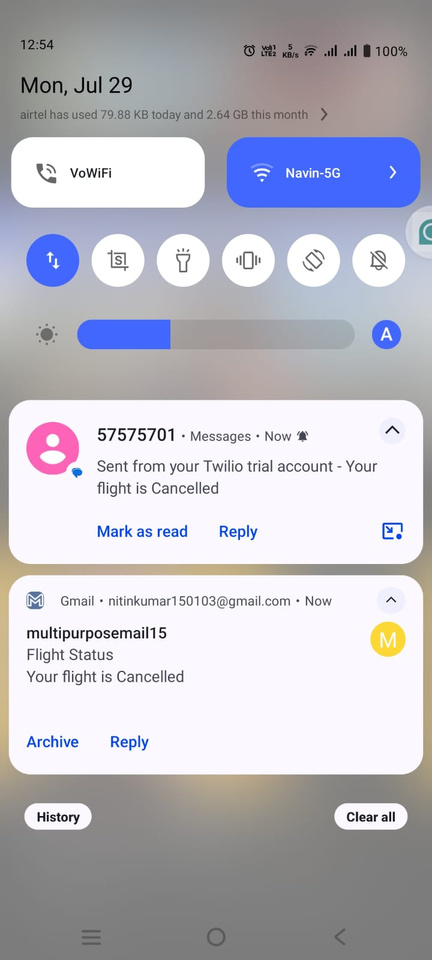 12:54
Vo)) 1
LTE2
5
KB/s
100%
Mon, Jul 29
airtel has used 79.88 KB today and 2.64 GB this month
VoWiFi
Navin-5G
S
A
57575701 • Messages • Now
Sent from your Twilio trial account - Your
flight is Cancelled
Mark as read
Reply
M
Gmail • nitinkumar150103@gmail.com • Now
multipurposemail15
M
Flight Status
Your flight is Cancelled
Archive
Reply
History
Clear all